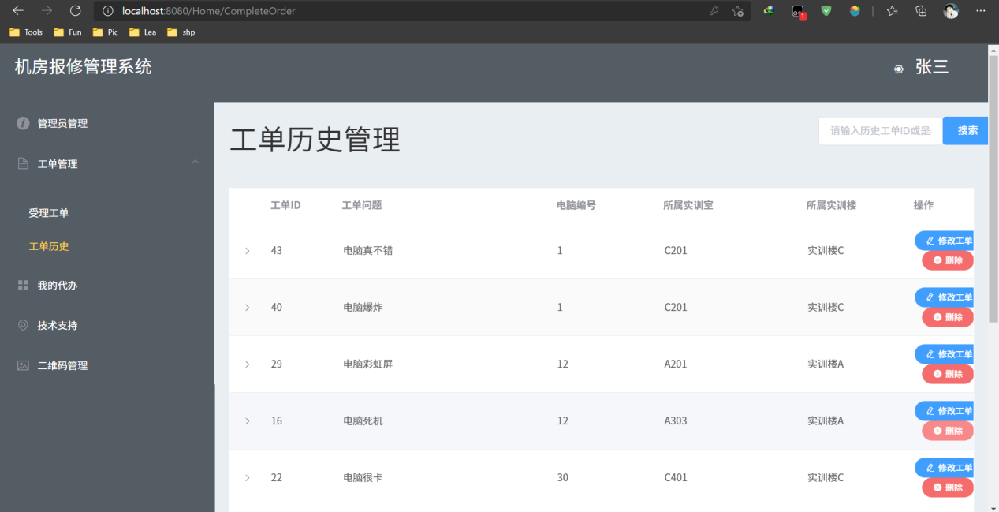 localhost:8080/Home/CompleteOrder
1
Tools Fun Pic Lea shp
机房报修管理系统
张三
管理员管理
工单管理
受理工单
工单历史
我的代办
技术支持
二维码管理
工单历史管理
请输入历史工单ID或是
搜索
工单ID 工单问题 电脑编号 所属实训室 所属实训楼 操作
43 电脑真不错 1 C201 实训楼C 修改工单
删除
40 电脑爆炸 1 C201 实训楼C 修改工单
删除
29 电脑彩虹屏 12 A201 实训楼A 修改工单
删除
16 电脑死机 12 A303 实训楼A 修改工单
删除
22 电脑很卡 30 C401 实训楼C 修改工单
删除